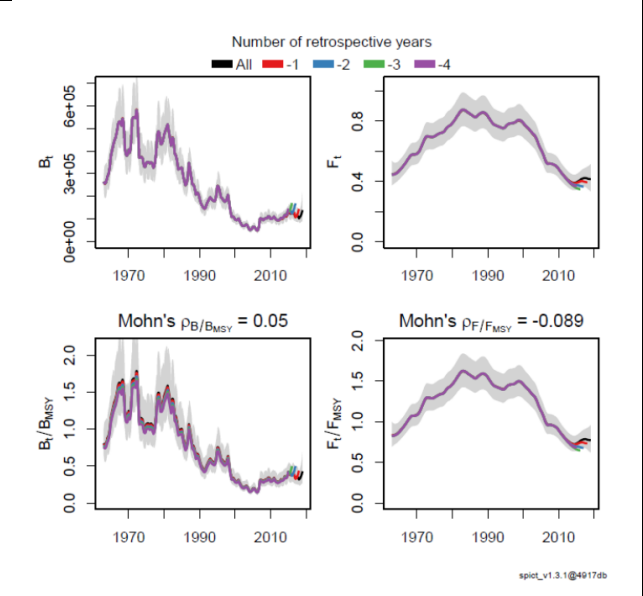 Number of retrospective years
All -1 -2 -3 -4
6e+05
3e+05
0e+00
Bt
1970 1990 2010
0.8
0.4
0.0
Ft
1970 1990 2010
Mohn's ρB/BMSY = 0.05
2.0
1.5
1.0
0.5
0.0
Bt/BMSY
1970 1990 2010
Mohn's ρF/FMSY = -0.089
2.0
1.5
1.0
0.5
0.0
Ft/FMSY
1970 1990 2010
spict_v1.3.1@4917db